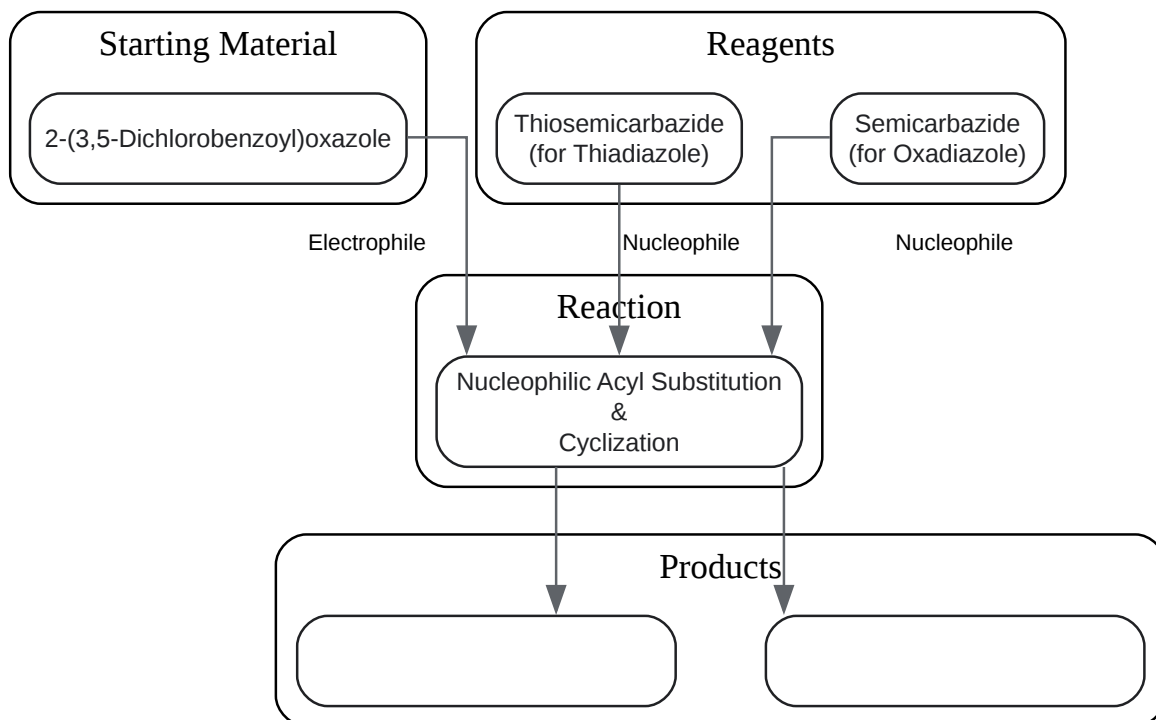 Starting Material
Reagents
2-(3,5-Dichlorobenzoyl)oxazole
Thiosemicarbazide
(for Thiadiazole)
Semicarbazide
(for Oxadiazole)
Electrophile
Nucleophile
Nucleophile
Reaction
Nucleophilic Acyl Substitution
&
Cyclization
Products